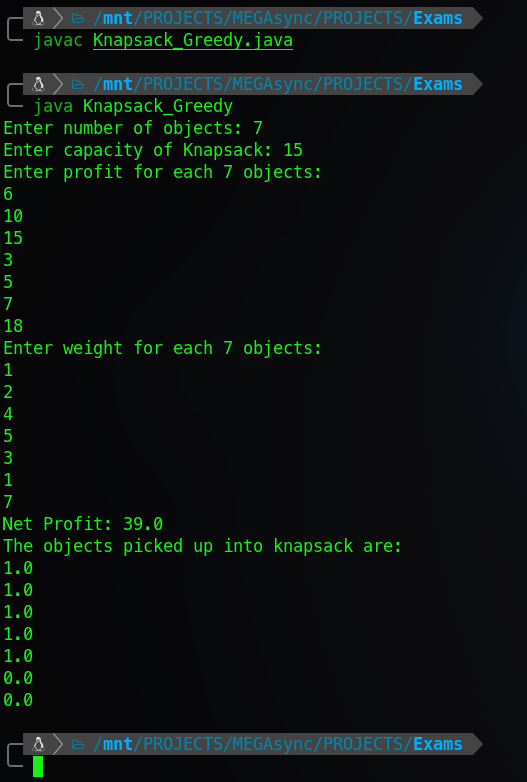 /mnt/PROJECTS/MEGAsync/PROJECTS/Exams
javac Knapsack_Greedy.java
/mnt/PROJECTS/MEGAsync/PROJECTS/Exams
java Knapsack_Greedy
Enter number of objects: 7
Enter capacity of Knapsack: 15
Enter profit for each 7 objects:
6
10
15
3
5
7
18
Enter weight for each 7 objects:
1
2
4
5
3
1
7
Net Profit: 39.0
The objects picked up into knapsack are:
1.0
1.0
1.0
1.0
1.0
0.0
0.0
/mnt/PROJECTS/MEGAsync/PROJECTS/Exams